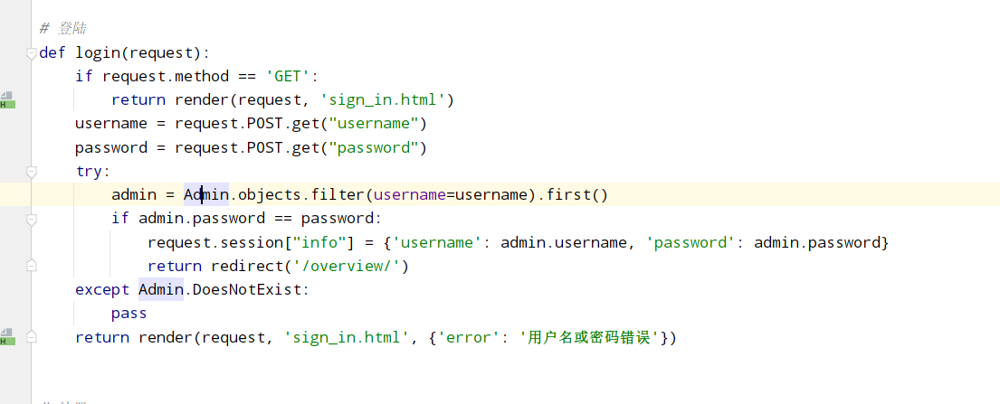 # 登陆
def login(request):
    if request.method == 'GET':
        return render(request, 'sign_in.html')
    username = request.POST.get("username")
    password = request.POST.get("password")
    try:
        admin = Admin.objects.filter(username=username).first()
        if admin.password == password:
            request.session["info"] = {'username': admin.username, 'password': admin.password}
            return redirect('/overview/')
    except Admin.DoesNotExist:
        pass
    return render(request, 'sign_in.html', {'error': '用户名或密码错误'})